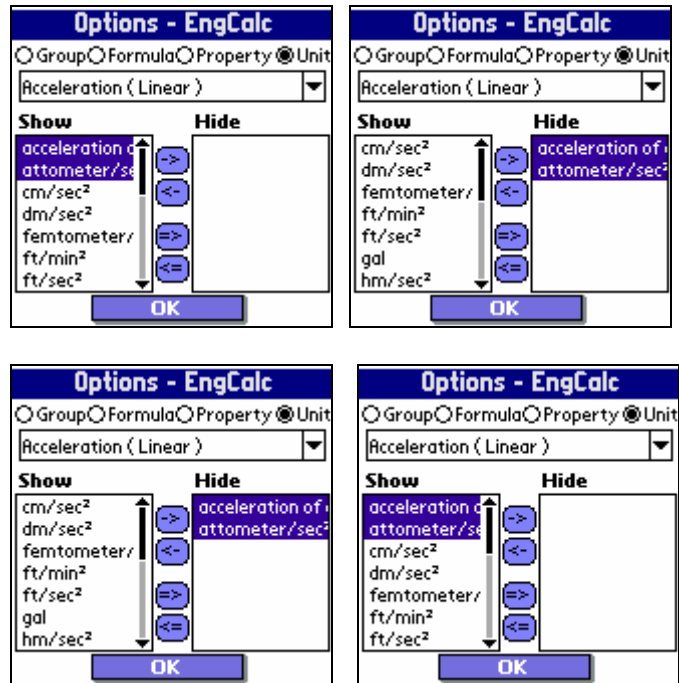 Options - EngCalc
Group Formula Property Unit
Acceleration ( Linear )
Show Hide
acceleration
attometer/se
cm/sec²
dm/sec²
femtometer/
ft/min²
ft/sec²
->
<-
=>
<=
OK
Options - EngCalc
Group Formula Property Unit
Acceleration ( Linear )
Show Hide
cm/sec²
dm/sec²
femtometer/
ft/min²
ft/sec²
gal
hm/sec²
->
<-
=>
<=
acceleration of
attometer/sec²
OK
Options - EngCalc
Group Formula Property Unit
Acceleration ( Linear )
Show Hide
cm/sec²
dm/sec²
femtometer/
ft/min²
ft/sec²
gal
hm/sec²
->
<-
=>
<=
acceleration of
attometer/sec²
OK
Options - EngCalc
Group Formula Property Unit
Acceleration ( Linear )
Show Hide
acceleration
attometer/se
cm/sec²
dm/sec²
femtometer/
ft/min²
ft/sec²
->
<-
=>
<=
OK